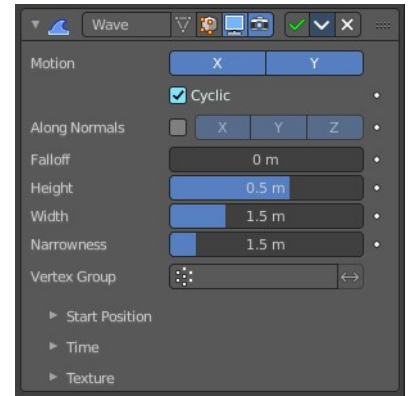 Wave
Motion X Y
Cyclic
Along Normals X Y Z
Falloff 0 m
Height 0.5 m
Width 1.5 m
Narrowness 1.5 m
Vertex Group
Start Position
Time
Texture